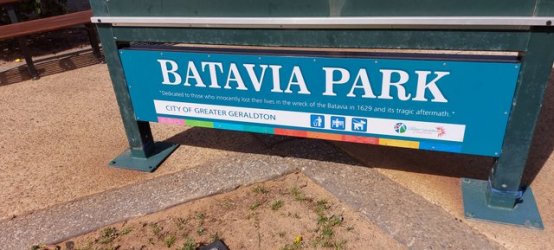 BATAVIA PARK
"Dedicated to those who innocently lost their lives in the wreck of the Batavia in 1629 and its tragic aftermath."
CITY OF GREATER GERALDTON